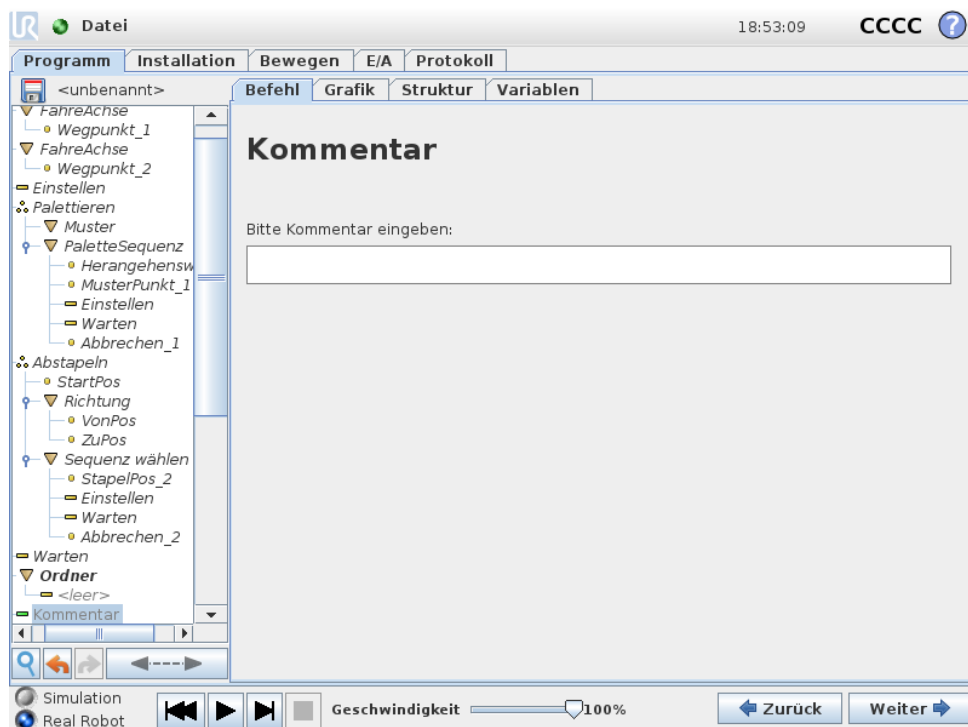 UR Datei 18:53:09 CCCC ?
Programm Installation Bewegen E/A Protokoll
<unbenannt> Befehl Grafik Struktur Variablen
FahreAchse
Wegpunkt_1
FahreAchse
Wegpunkt_2
Einstellen
Palettieren
Muster
PaletteSequenz
Herangehensw
MusterPunkt_1
Einstellen
Warten
Abbrechen_1
Abstapeln
StartPos
Richtung
VonPos
ZuPos
Sequenz wählen
StapelPos_2
Einstellen
Warten
Abbrechen_2
Warten
Ordner
<leer>
Kommentar
Kommentar
Bitte Kommentar eingeben:
Simulation
Real Robot
Geschwindigkeit 100%
Zurück Weiter